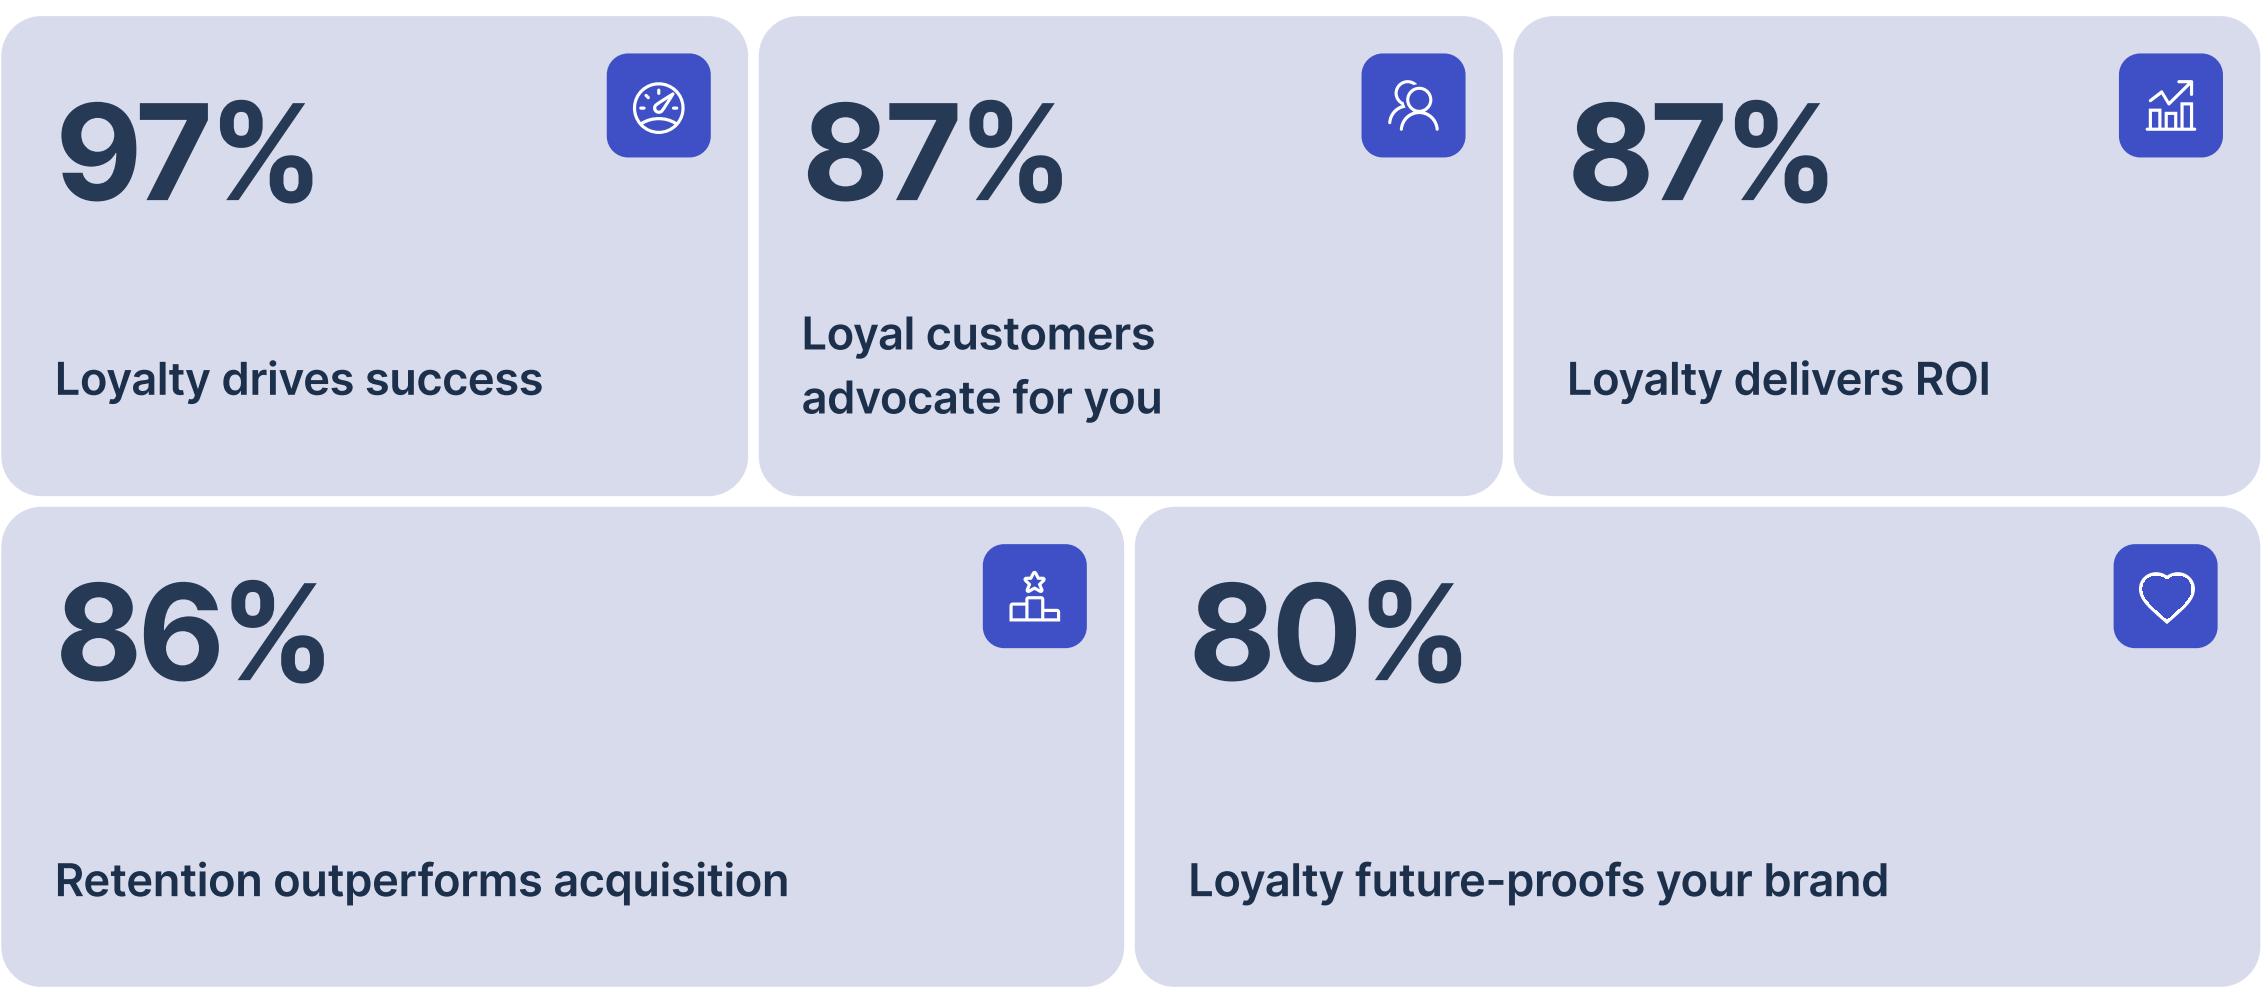 97%
Loyalty drives success
87%
Loyal customers
advocate for you
87%
Loyalty delivers ROI
86%
Retention outperforms acquisition
80%
Loyalty future-proofs your brand